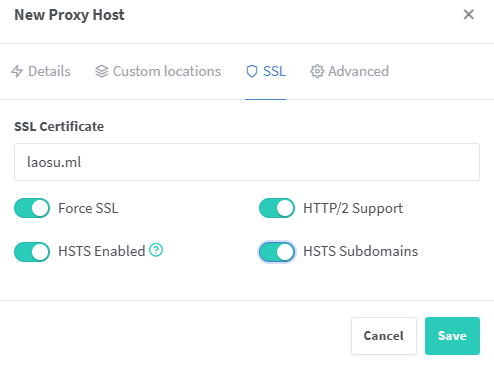 New Proxy Host
Details Custom locations SSL Advanced
SSL Certificate
laosu.ml
Force SSL HTTP/2 Support
HSTS Enabled HSTS Subdomains
Cancel Save